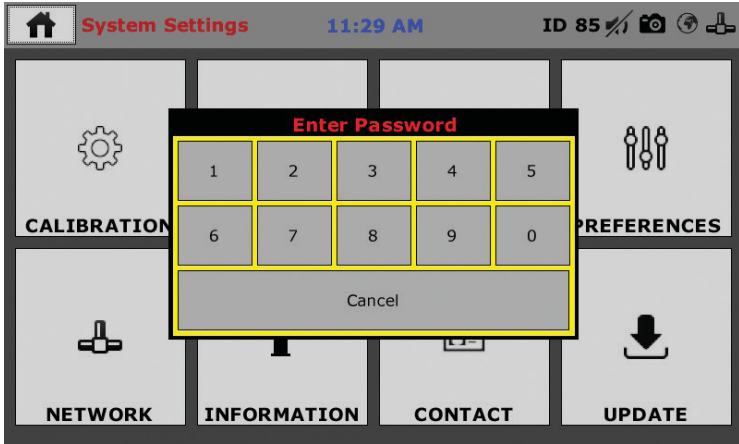 System Settings 11:29 AM ID 85
Enter Password
1 2 3 4 5
CALIBRATION PREFERENCES
6 7 8 9 0
Cancel
NETWORK INFORMATION CONTACT UPDATE